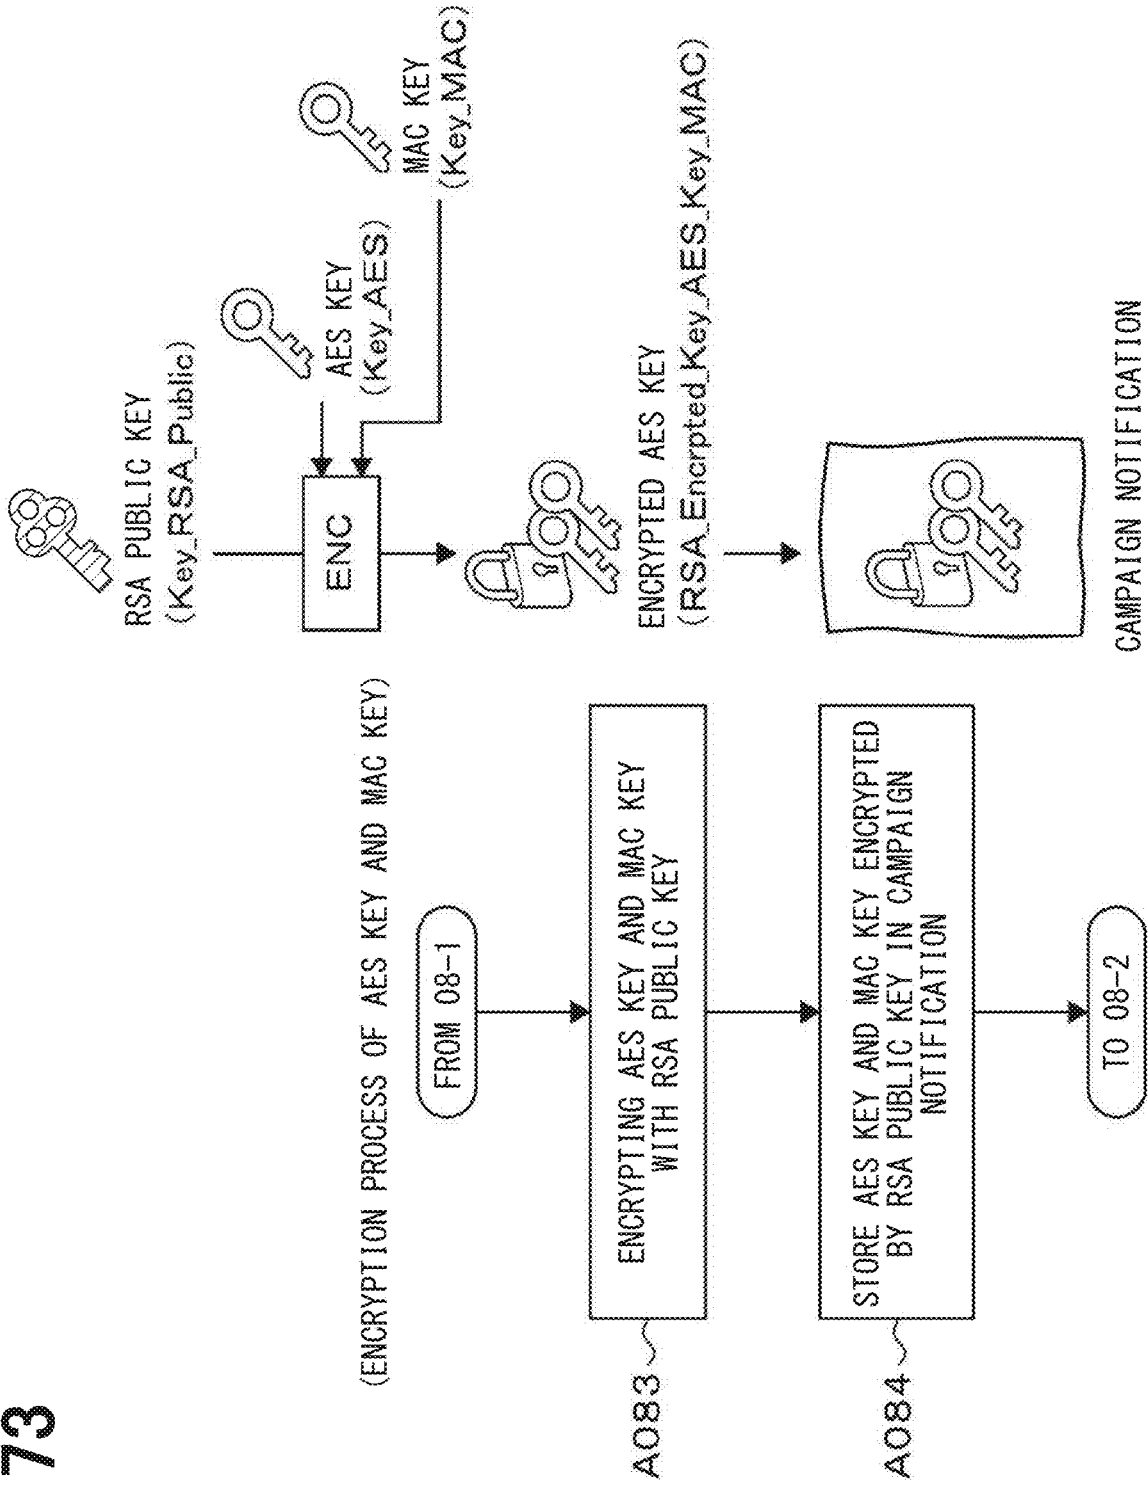 73
(ENCRYPTION PROCESS OF AES KEY AND MAC KEY)
FROM 08-1
A083
ENCRYPTING AES KEY AND MAC KEY
WITH RSA PUBLIC KEY
A084
STORE AES KEY AND MAC KEY ENCRYPTED
BY RSA PUBLIC KEY IN CAMPAIGN
NOTIFICATION
TO 08-2
RSA PUBLIC KEY
(Key_RSA_Public)
AES KEY
(Key_AES)
MAC KEY
(Key_MAC)
ENC
ENCRYPTED AES KEY
(RSA_Encrpted_Key_AES_Key_MAC)
CAMPAIGN NOTIFICATION